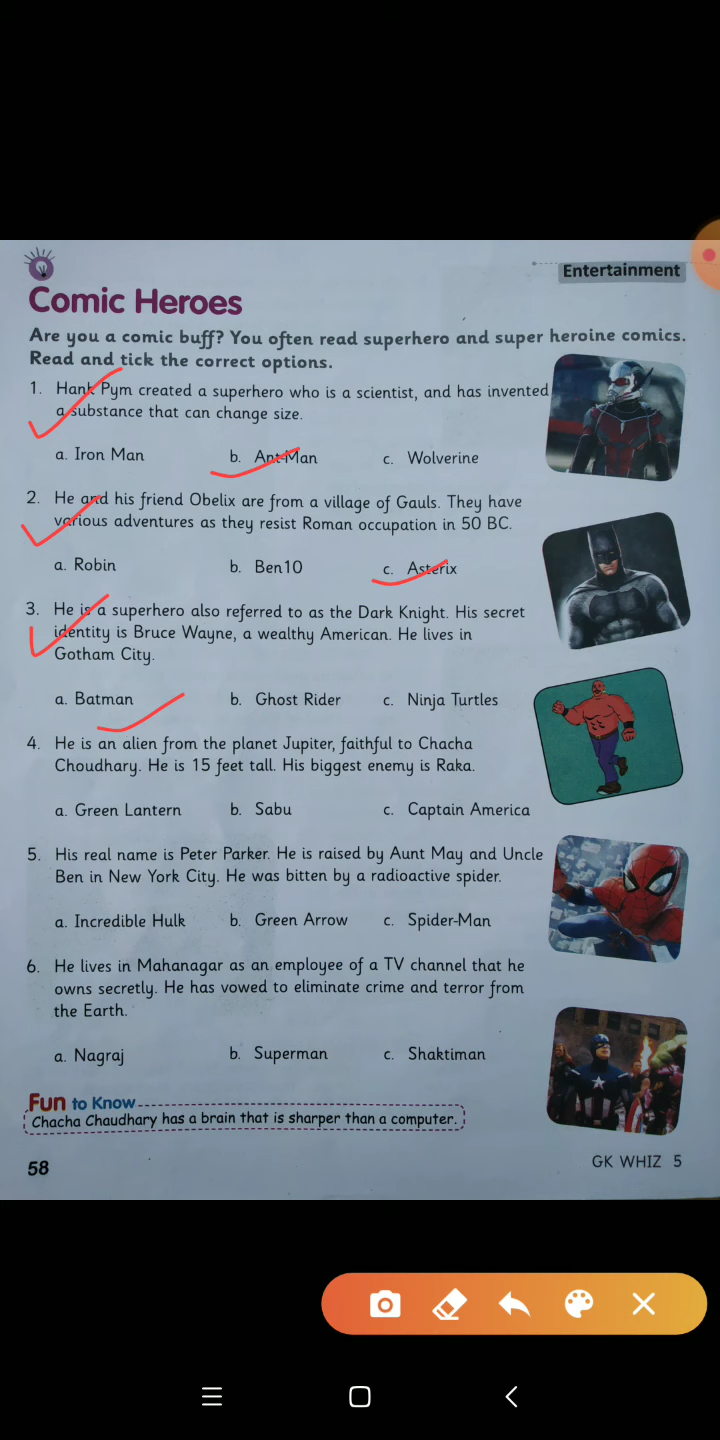 Entertainment
Comic Heroes
Are you a comic buff? You often read superhero and super heroine comics.
Read and tick the correct options.
1. Hank Pym created a superhero who is a scientist, and has invented
a substance that can change size.
a. Iron Man b. Ant-Man c. Wolverine
2. He and his friend Obelix are from a village of Gauls. They have
various adventures as they resist Roman occupation in 50 BC.
a. Robin b. Ben10 c. Asterix
3. He is a superhero also referred to as the Dark Knight. His secret
identity is Bruce Wayne, a wealthy American. He lives in
Gotham City.
a. Batman b. Ghost Rider c. Ninja Turtles
4. He is an alien from the planet Jupiter, faithful to Chacha
Choudhary. He is 15 feet tall. His biggest enemy is Raka.
a. Green Lantern b. Sabu c. Captain America
5. His real name is Peter Parker. He is raised by Aunt May and Uncle
Ben in New York City. He was bitten by a radioactive spider.
a. Incredible Hulk b. Green Arrow c. Spider-Man
6. He lives in Mahanagar as an employee of a TV channel that he
owns secretly. He has vowed to eliminate crime and terror from
the Earth.
a. Nagraj b. Superman c. Shaktiman
Fun to Know
Chacha Chaudhary has a brain that is sharper than a computer.
58
GK WHIZ 5